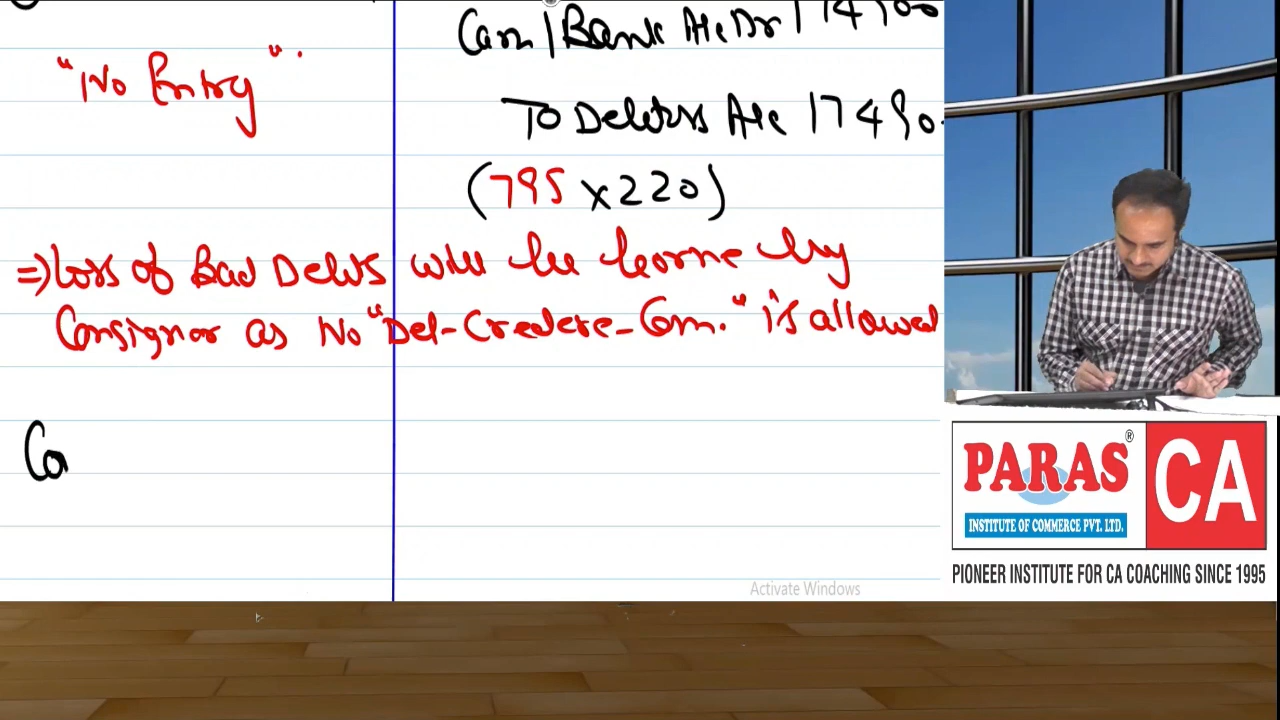 Cash/Bank A/c Dr 174900
"No Entry".
To Debtors A/c 174900
(795 x 220)
=> Loss of Bad Debts will be borne by
Consignor as No "Del-Credere-Com." is allowed
Co
PARAS®
INSTITUTE OF COMMERCE PVT. LTD.
CA
PIONEER INSTITUTE FOR CA COACHING SINCE 1995
Activate Windows